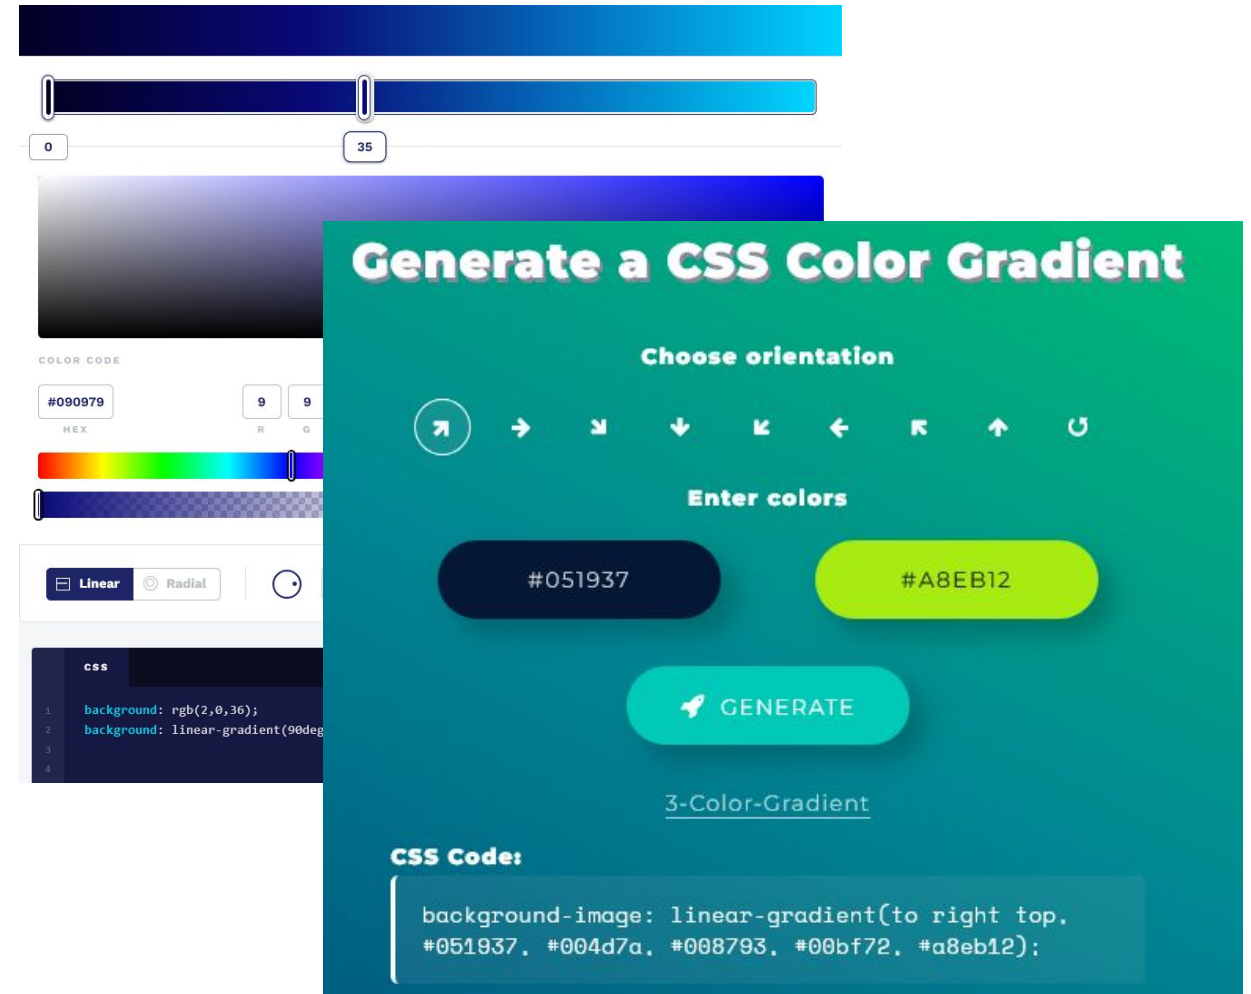 0
35
COLOR CODE
#090979
9
9
HEX
R
G
Linear
Radial
css
1
background: rgb(2,0,36);
2
background: linear-gradient(90deg
3
4
Generate a CSS Color Gradient
Choose orientation
Enter colors
#051937
#A8EB12
GENERATE
3-Color-Gradient
CSS Code:
background-image: linear-gradient(to right top,
#051937, #004d7a, #008793, #00bf72, #a8eb12);